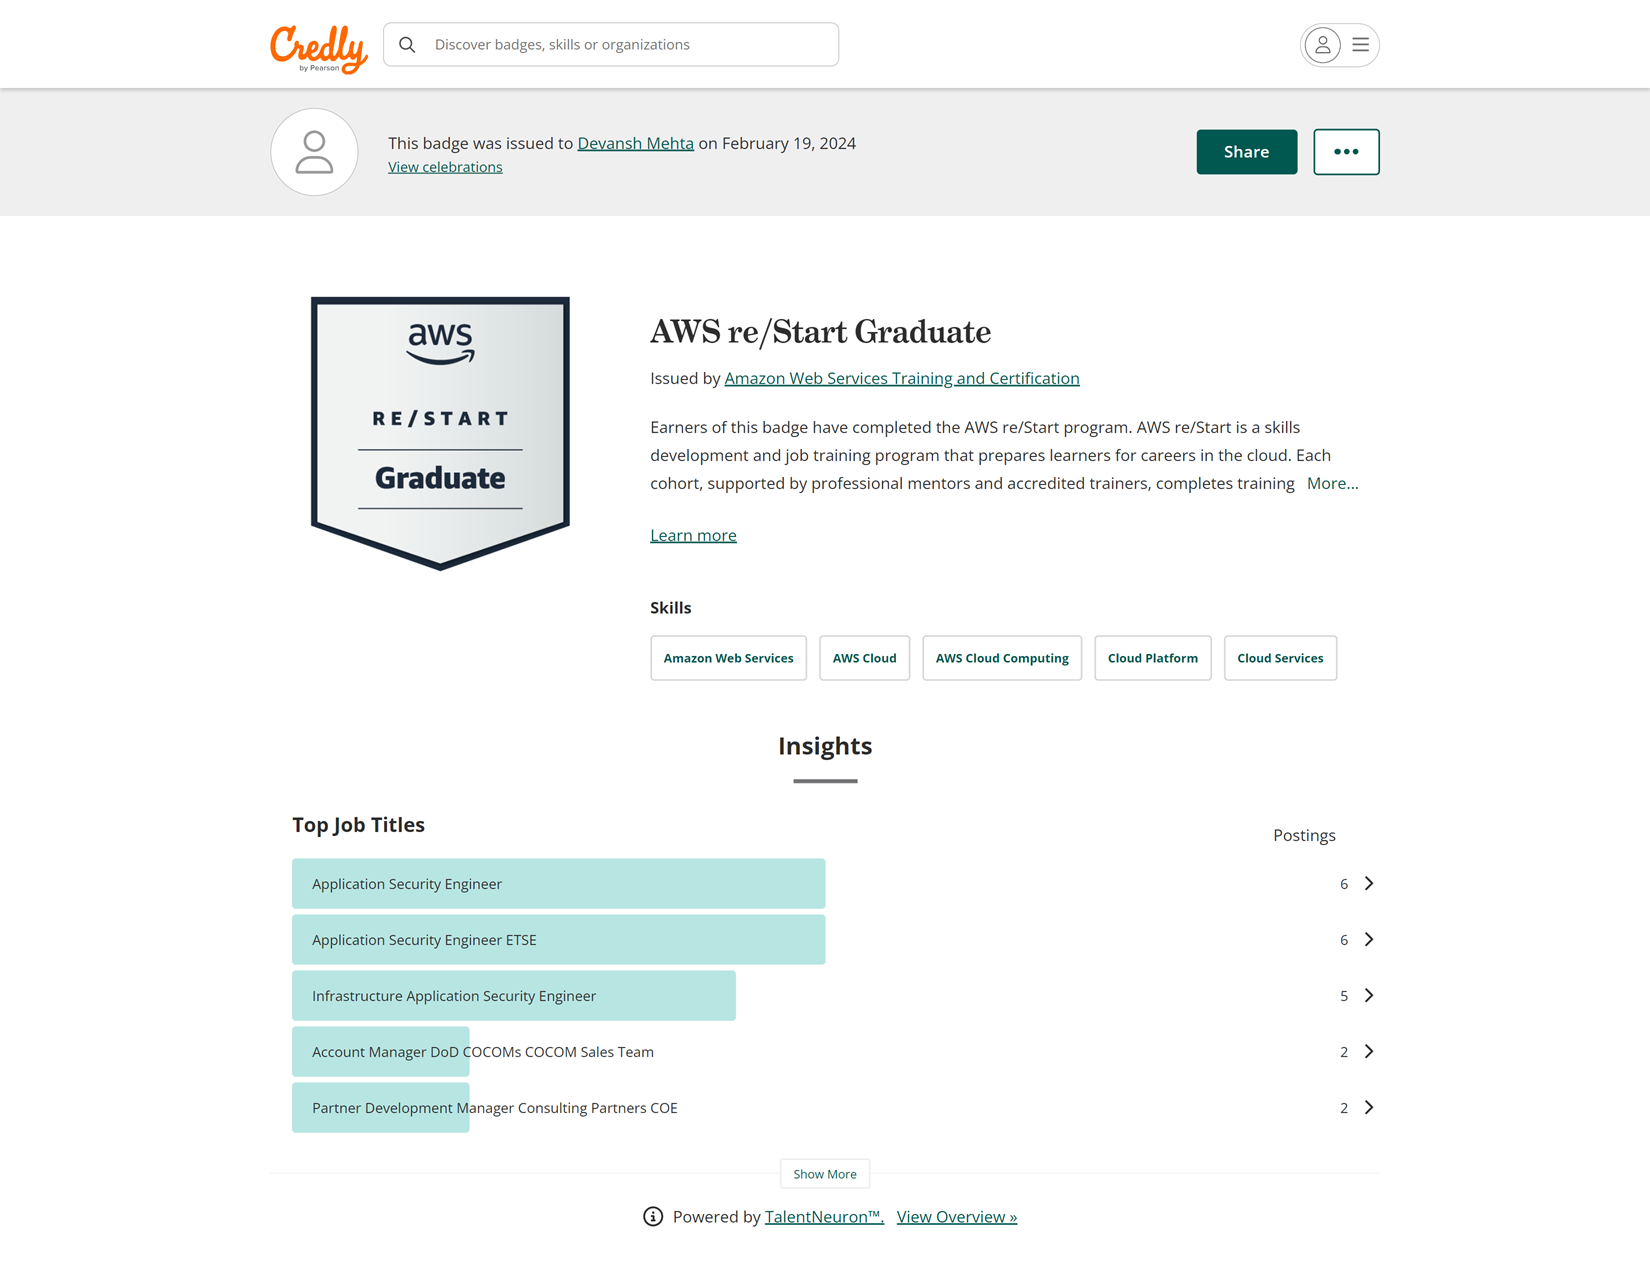 Credly
by Pearson
Discover badges, skills or organizations
This badge was issued to Devansh Mehta on February 19, 2024
View celebrations
Share
•••
aws
RE/START
Graduate
AWS re/Start Graduate
Issued by Amazon Web Services Training and Certification
Earners of this badge have completed the AWS re/Start program. AWS re/Start is a skills
development and job training program that prepares learners for careers in the cloud. Each
cohort, supported by professional mentors and accredited trainers, completes training More...
Learn more
Skills
Amazon Web Services AWS Cloud AWS Cloud Computing Cloud Platform Cloud Services
Insights
Top Job Titles
Postings
Application Security Engineer 6
Application Security Engineer ETSE 6
Infrastructure Application Security Engineer 5
Account Manager DoD COCOMs COCOM Sales Team 2
Partner Development Manager Consulting Partners COE 2
Show More
Powered by TalentNeuron™. View Overview »